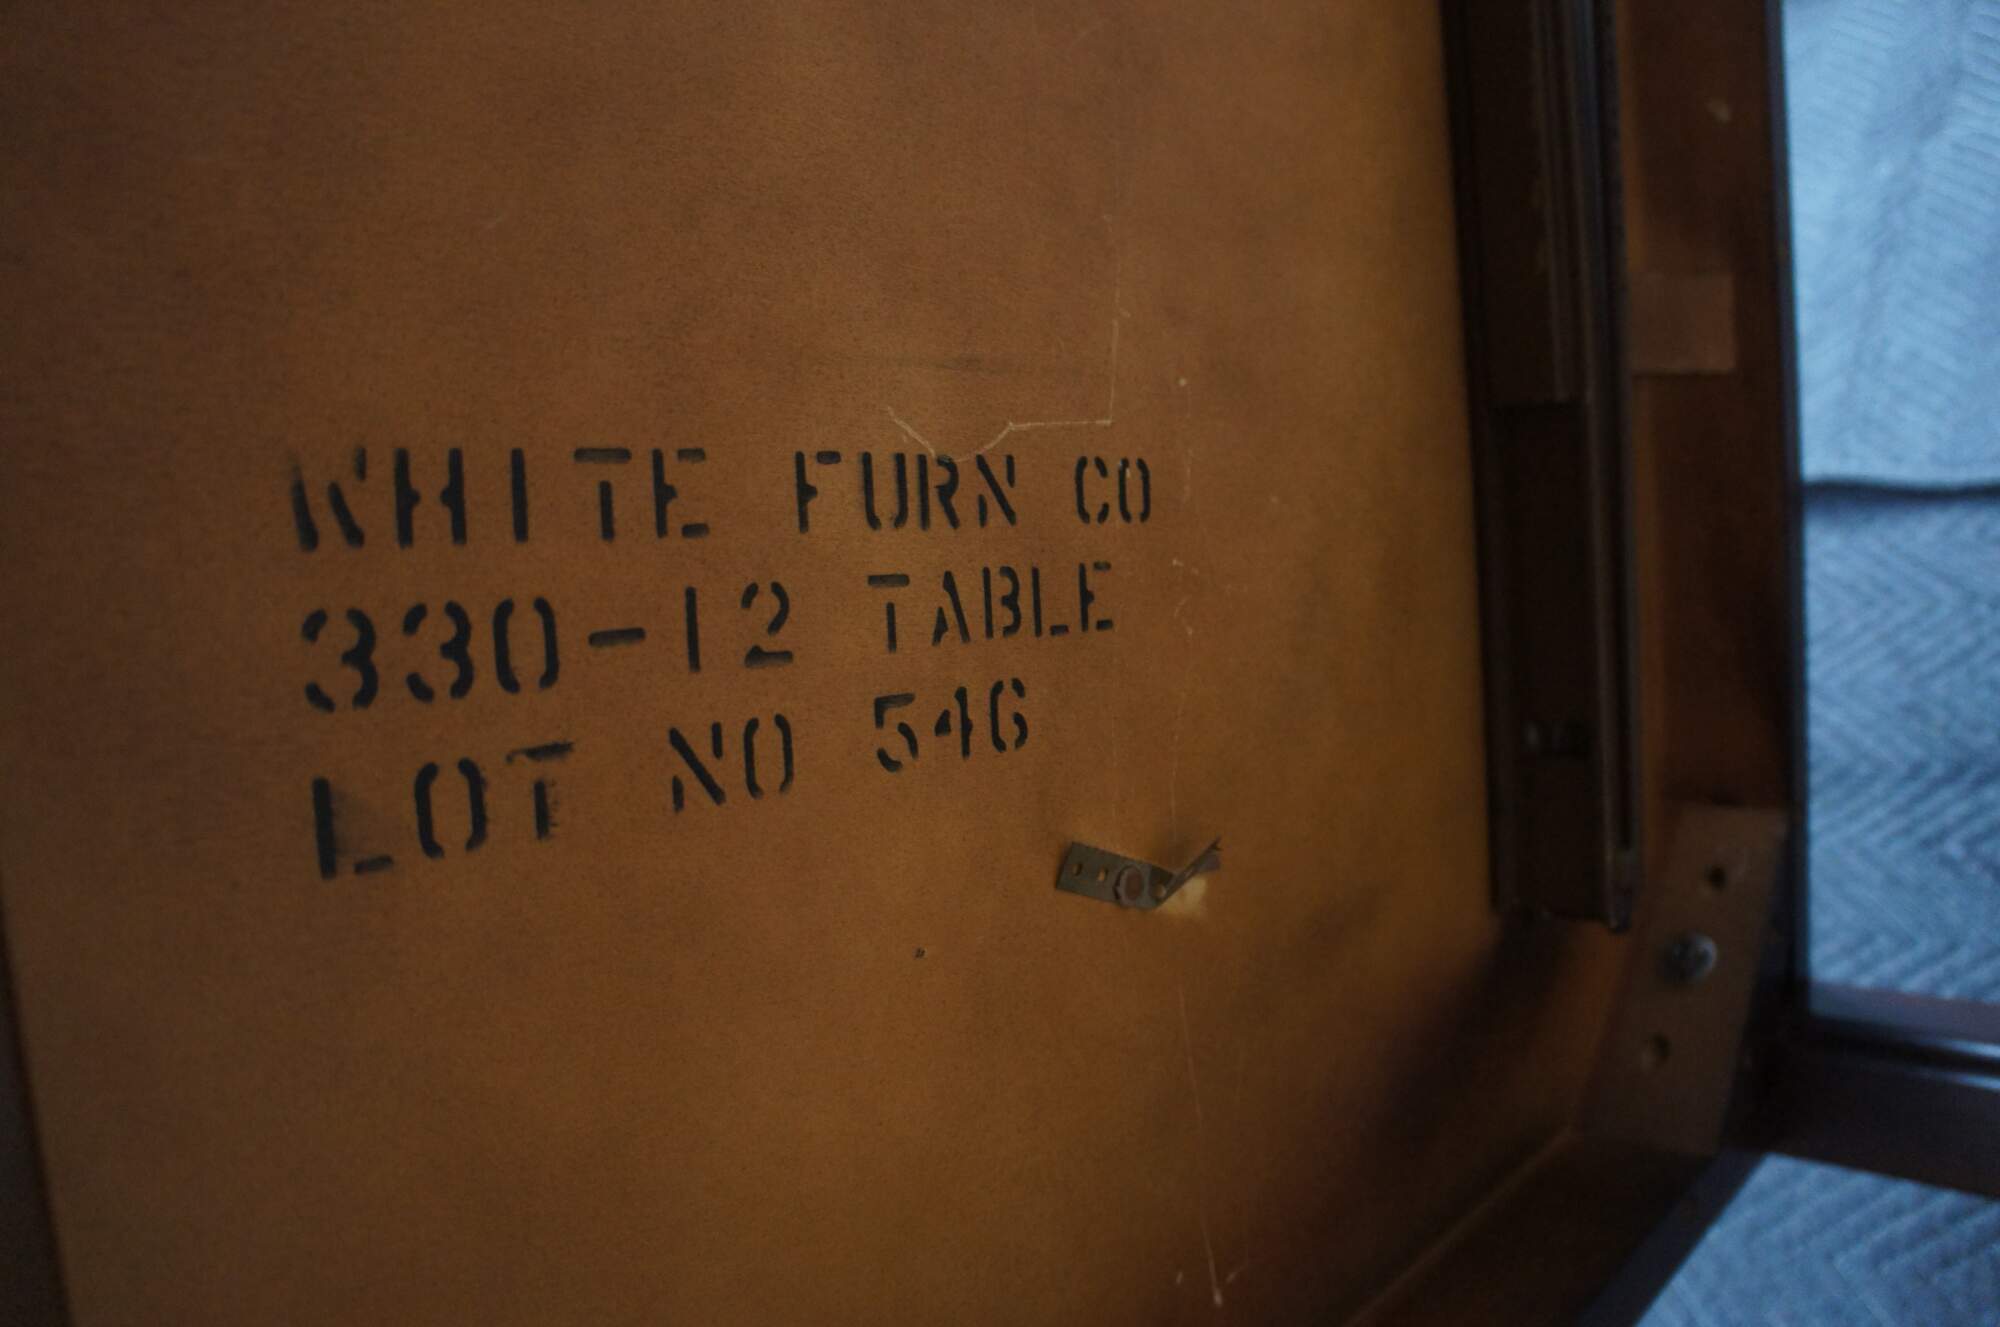 WHITE FURN CO
330-12 TABLE
LOT NO 546